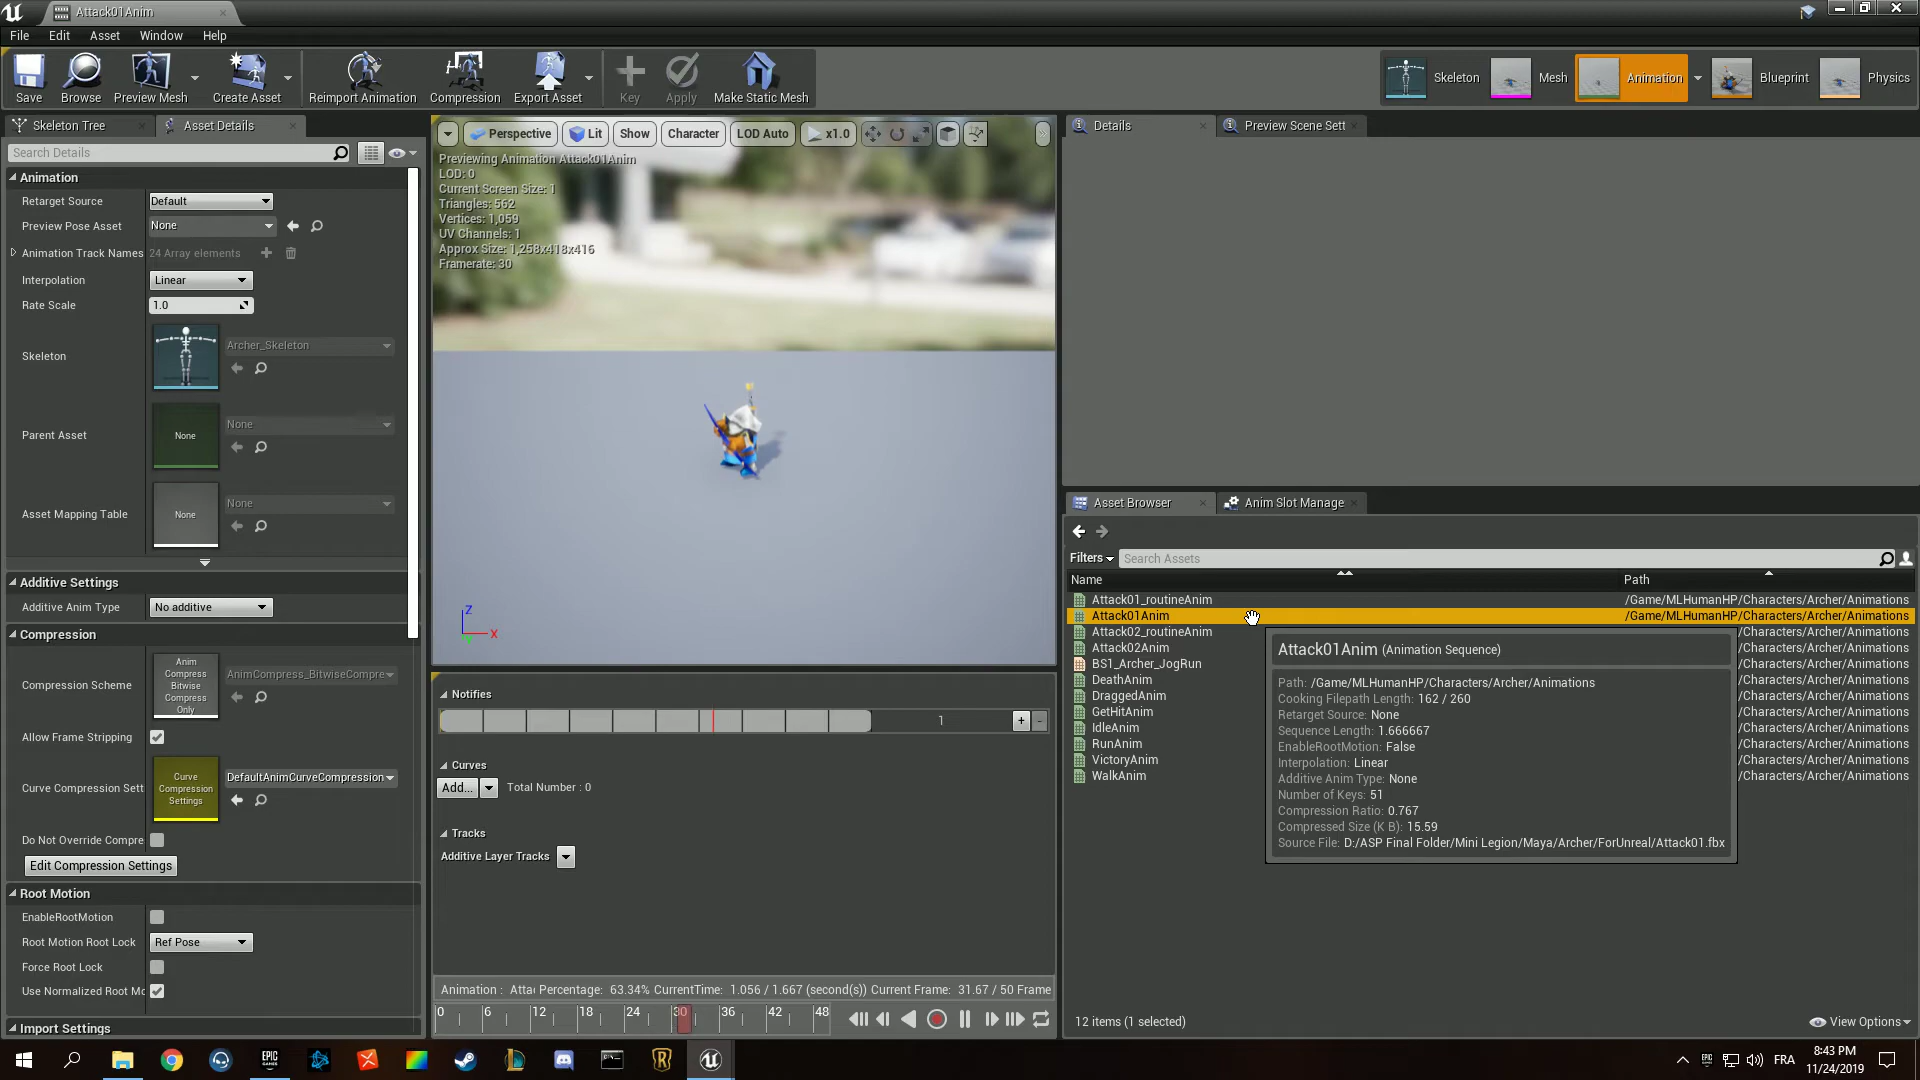 Attack01Anim
File Edit Asset Window Help
Save Browse Preview Mesh Create Asset Reimport Animation Compression Export Asset Key Apply Make Static Mesh
Skeleton Mesh Animation Blueprint Physics
Skeleton Tree Asset Details
Search Details
Animation
Retarget Source Default
Preview Pose Asset None
Animation Track Names 24 Array elements
Interpolation Linear
Rate Scale 1.0
Skeleton Archer_Skeleton
Parent Asset None None
Asset Mapping Table None None
Additive Settings
Additive Anim Type No additive
Compression
Compression Scheme Anim Compress Bitwise Compress Only AnimCompress_BitwiseCompre
Allow Frame Stripping
Curve Compression Sett Curve Compression Settings DefaultAnimCurveCompression
Do Not Override Compre
Edit Compression Settings
Root Motion
EnableRootMotion
Root Motion Root Lock Ref Pose
Force Root Lock
Use Normalized Root Mo
Import Settings
Perspective Lit Show Character LOD Auto x1.0
Previewing Animation Attack01Anim
LOD: 0
Current Screen Size: 1
Triangles: 562
Vertices: 1,059
UV Channels: 1
Approx Size: 1,258x418x416
Framerate: 30
Z
X
Notifies
1 + -
Curves
Add... Total Number : 0
Tracks
Additive Layer Tracks
Animation : Attac Percentage: 63.34% CurrentTime: 1.056 / 1.667 (second(s)) Current Frame: 31.67 / 50 Frame
0 6 12 18 24 30 36 42 48
Details Preview Scene Sett
Asset Browser Anim Slot Manage
Filters Search Assets
Name Path
Attack01_routineAnim /Game/MLHumanHP/Characters/Archer/Animations
Attack01Anim /Game/MLHumanHP/Characters/Archer/Animations
Attack02_routineAnim /Characters/Archer/Animations
Attack02Anim /Characters/Archer/Animations
BS1_Archer_JogRun /Characters/Archer/Animations
DeathAnim /Characters/Archer/Animations
DraggedAnim /Characters/Archer/Animations
GetHitAnim /Characters/Archer/Animations
IdleAnim /Characters/Archer/Animations
RunAnim /Characters/Archer/Animations
VictoryAnim /Characters/Archer/Animations
WalkAnim /Characters/Archer/Animations
Attack01Anim (Animation Sequence)
Path: /Game/MLHumanHP/Characters/Archer/Animations
Cooking Filepath Length: 162 / 260
Retarget Source: None
Sequence Length: 1.666667
EnableRootMotion: False
Interpolation: Linear
Additive Anim Type: None
Number of Keys: 51
Compression Ratio: 0.767
Compressed Size (K B): 15.59
Source File: D:/ASP Final Folder/Mini Legion/Maya/Archer/ForUnreal/Attack01.fbx
12 items (1 selected) View Options
EPIC GAMES
FRA 8:43 PM
11/24/2019